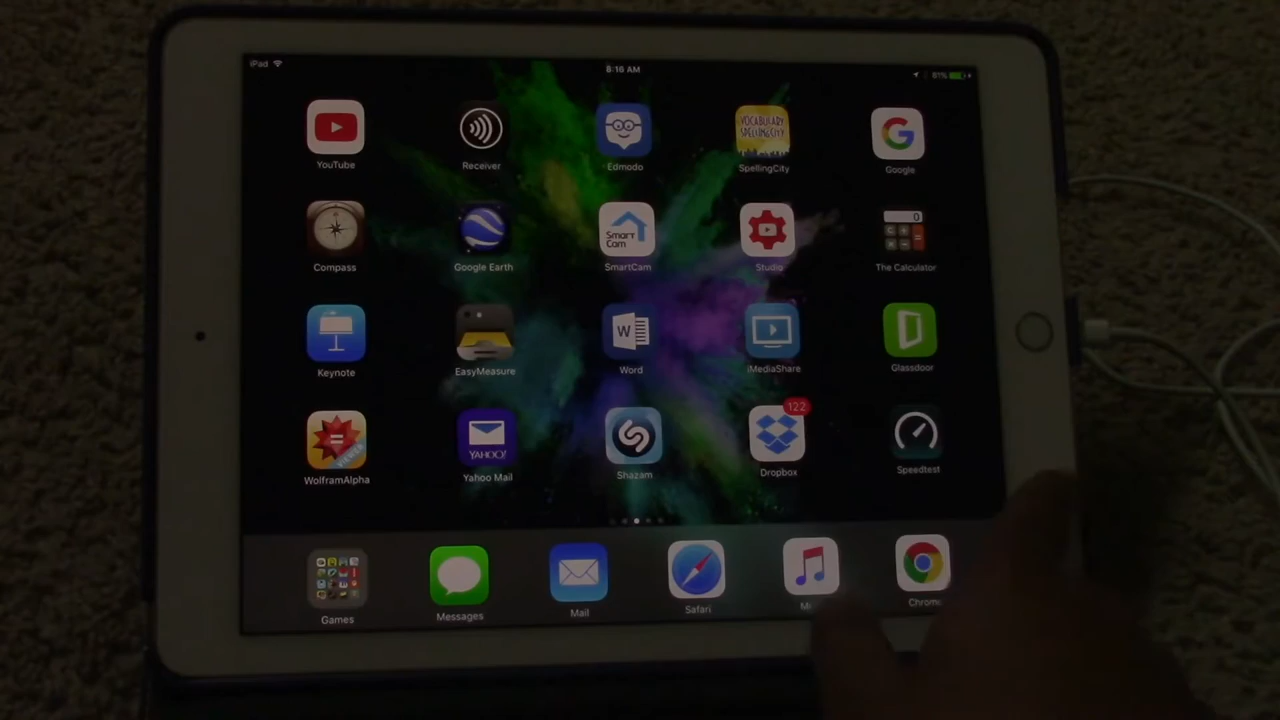 iPad
8:16 AM
81%
YouTube
Receiver
Edmodo
VOCABULARY
SPELLINGCITY
SpellingCity
G
Google
Compass
Google Earth
Smart
Cam
SmartCam
Studio
0
The Calculator
Keynote
EasyMeasure
W
Word
iMediaShare
Glassdoor
VIEWER
WolframAlpha
YAHOO!
Yahoo Mail
Shazam
122
Dropbox
Speedtest
Games
Messages
Mail
Safari
Chrome